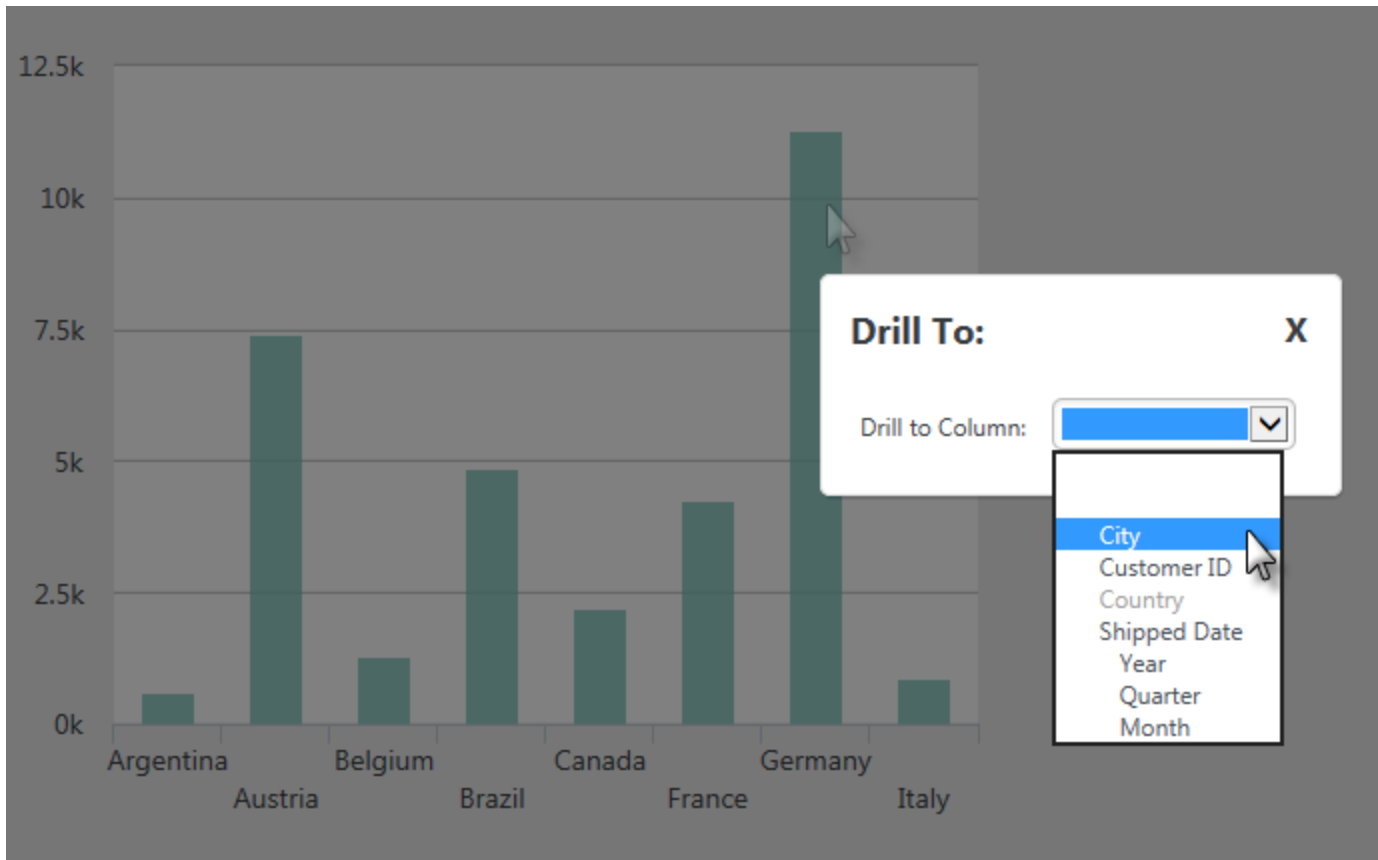 12.5k
10k
7.5k
5k
2.5k
0k
Argentina
Austria
Belgium
Brazil
Canada
France
Germany
Italy
Drill To:
X
Drill to Column:
City
Customer ID
Country
Shipped Date
Year
Quarter
Month